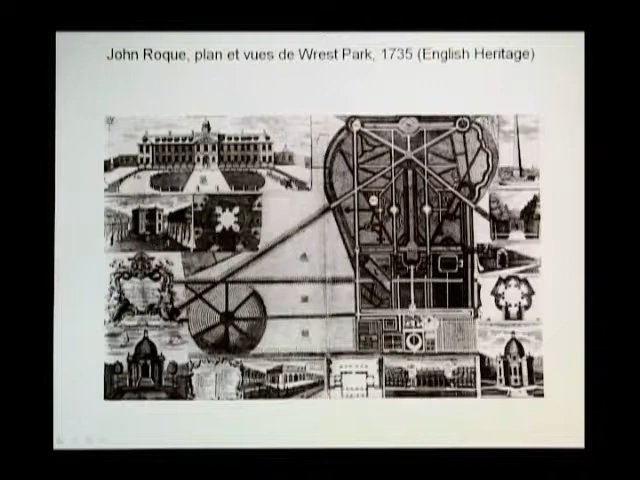 John Roque, plan et vues de Wrest Park, 1735 (English Heritage)